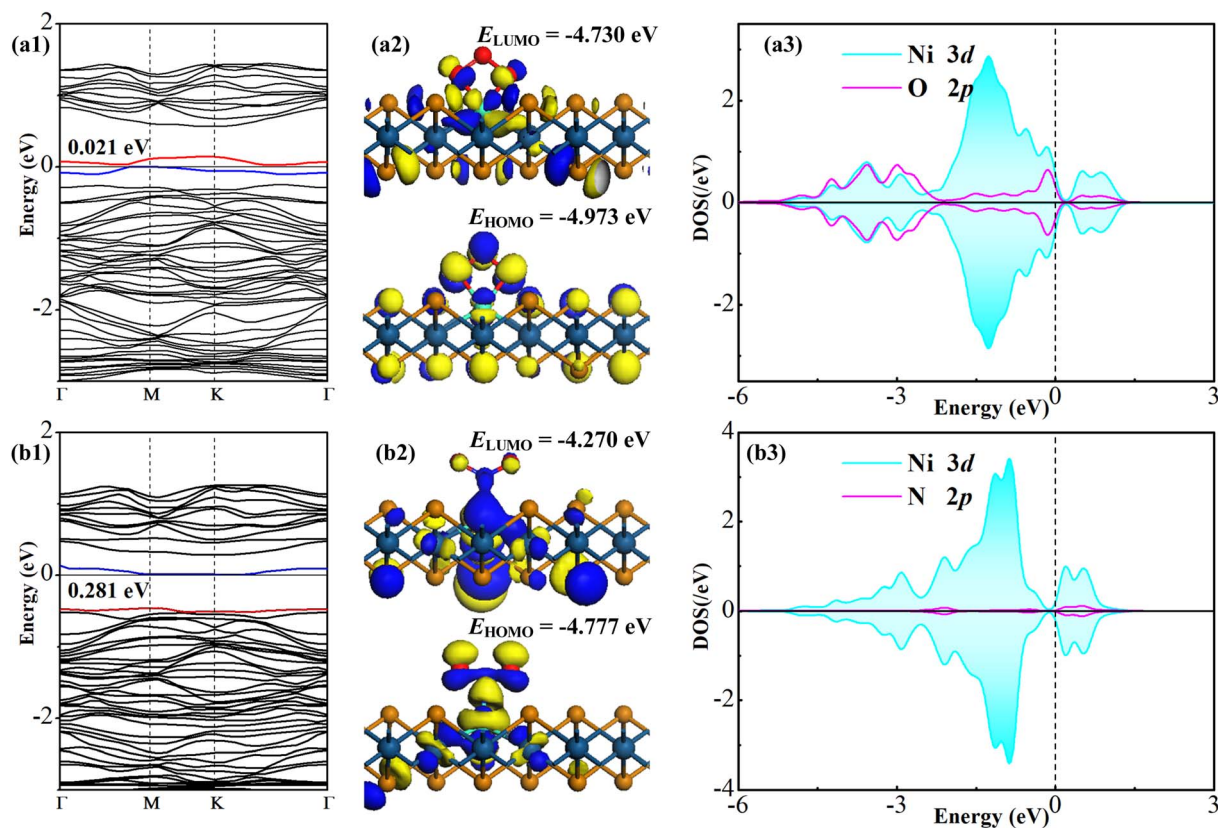 (a1)
2
0
-2
Energy (eV)
0.021 eV
Γ M K Γ
(a2)
E_LUMO = -4.730 eV
E_HOMO = -4.973 eV
(a3)
Ni 3d
O 2p
2
0
-2
DOS(/eV)
-6 -3 0 3
Energy (eV)
(b1)
2
0
-2
Energy (eV)
0.281 eV
Γ M K Γ
(b2)
E_LUMO = -4.270 eV
E_HOMO = -4.777 eV
(b3)
Ni 3d
N 2p
4
2
0
-2
-4
DOS(/eV)
-6 -3 0 3
Energy (eV)